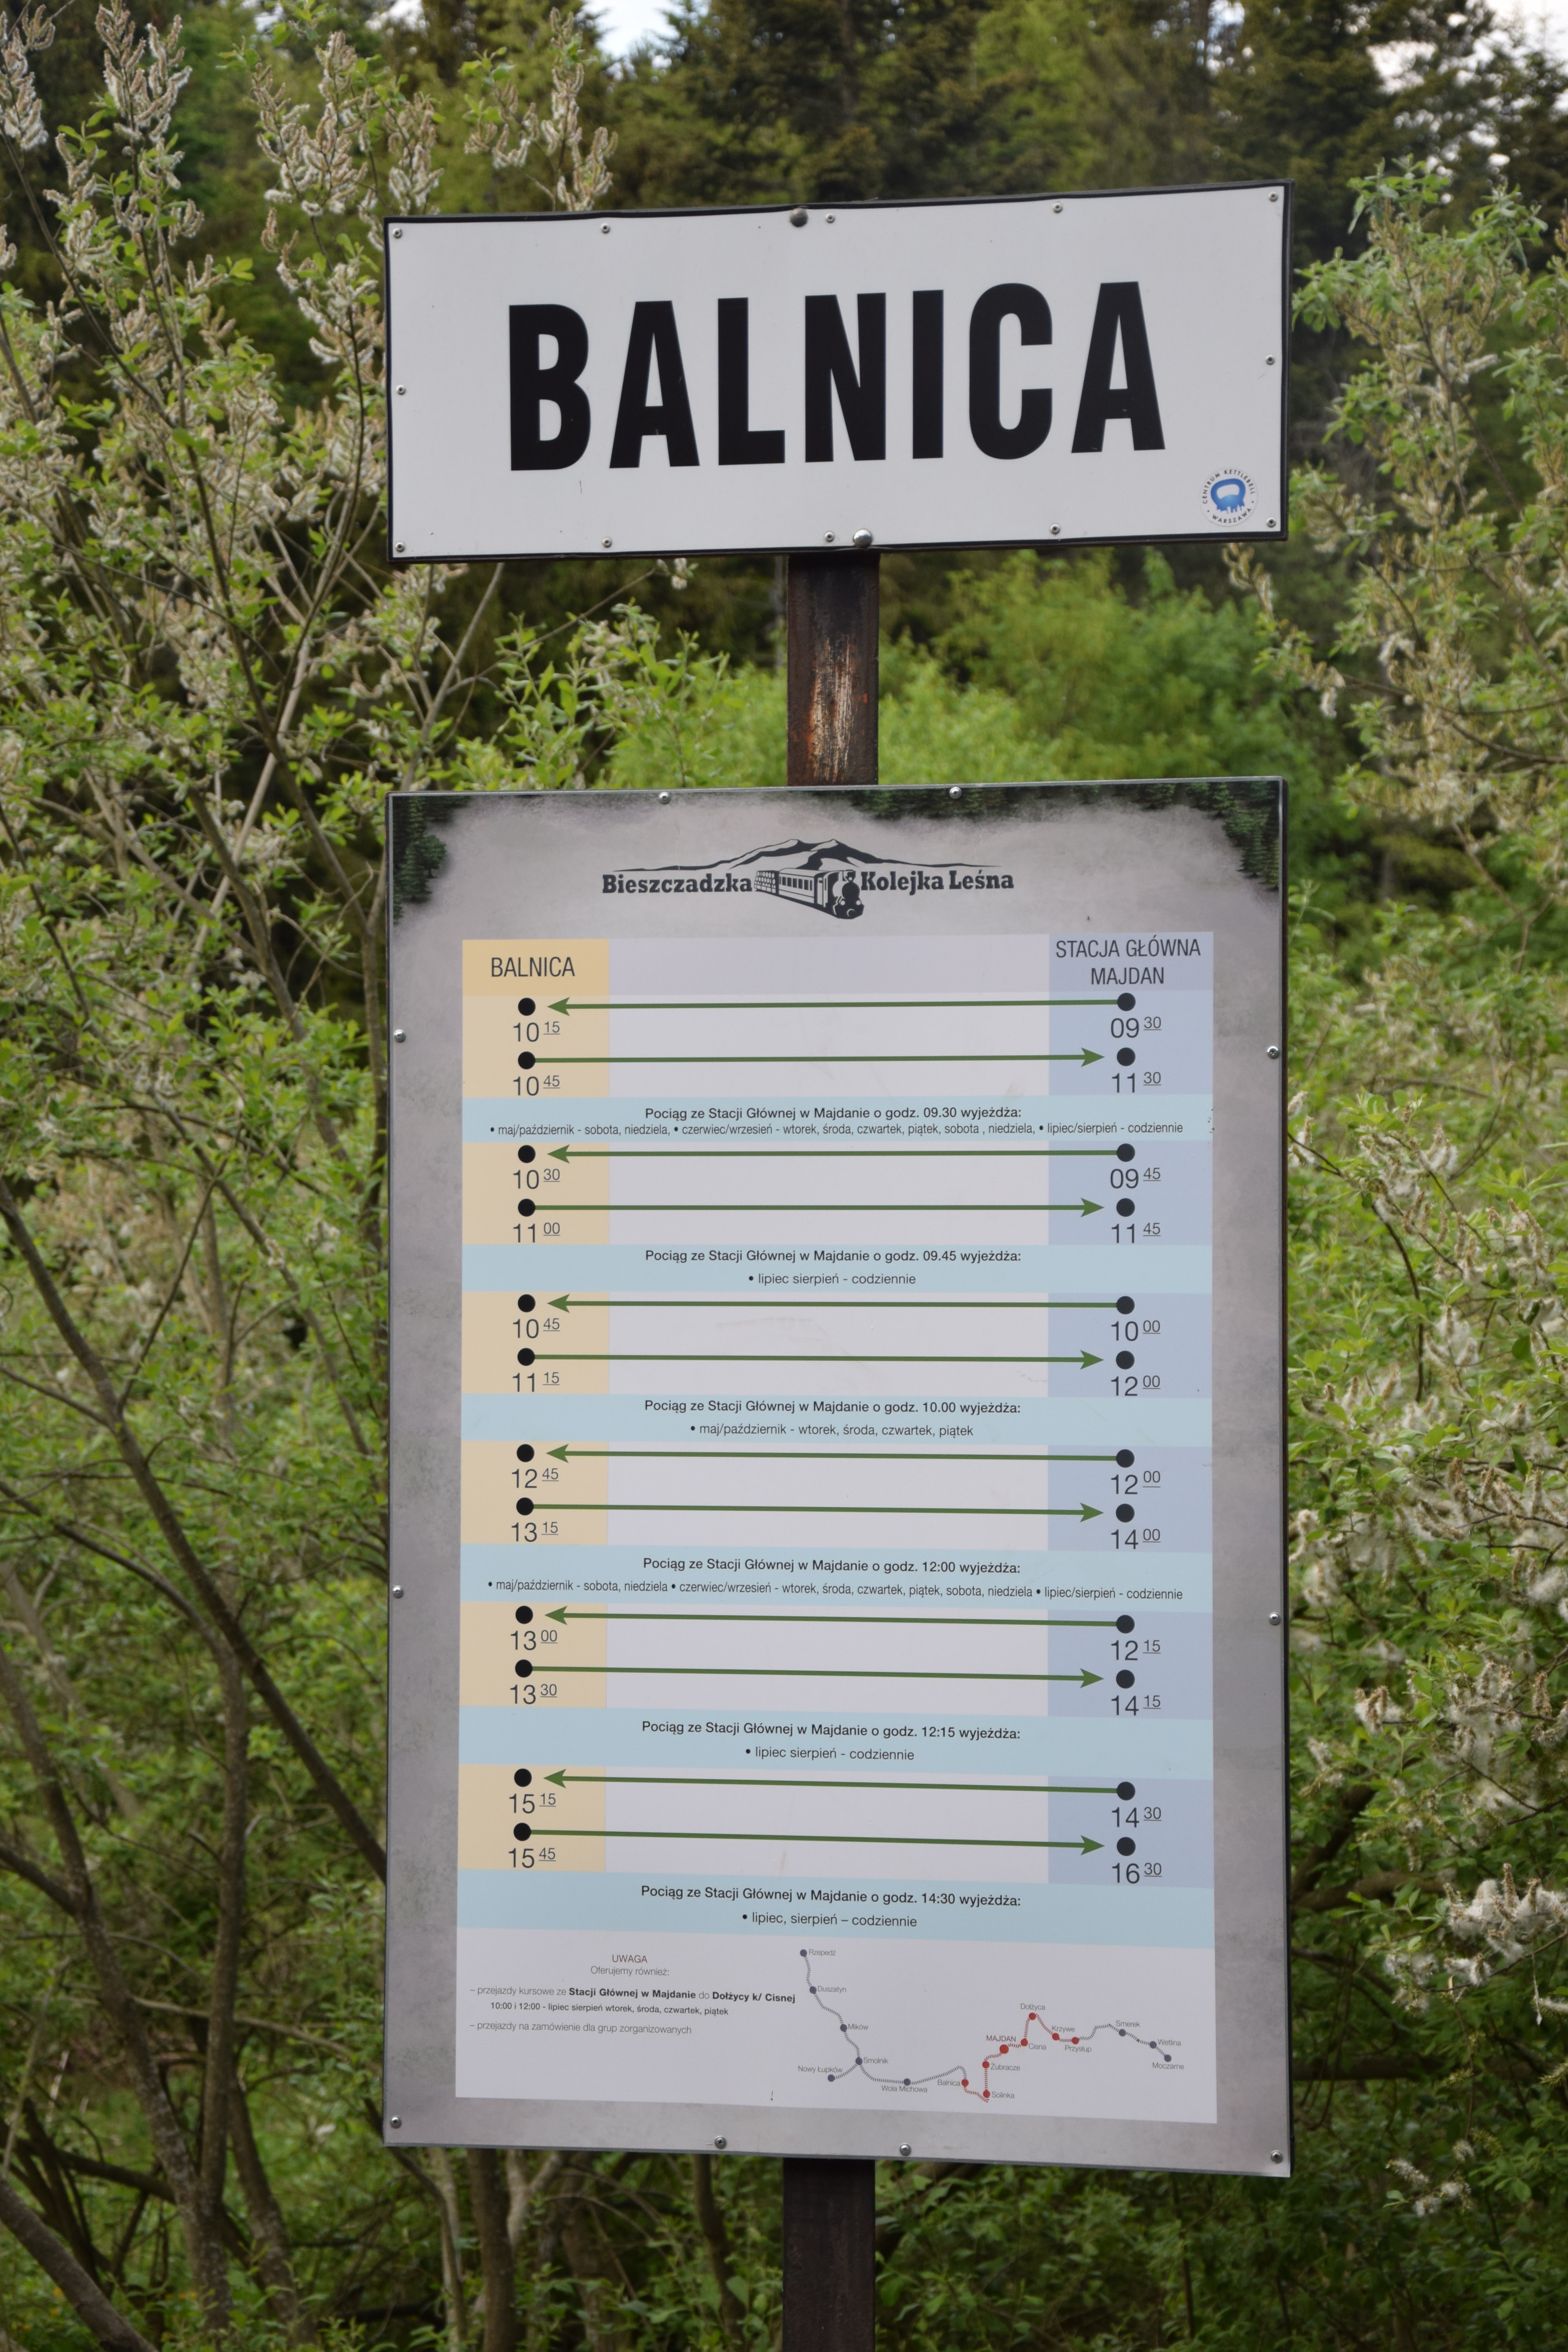 BALNICA
CENTRUM KETTLEBELL
• WARSZAWA •
Bieszczadzka Kolejka Leśna
BALNICA
STACJA GŁÓWNA
MAJDAN
10 15
09 30
10 45
11 30
Pociąg ze Stacji Głównej w Majdanie o godz. 09.30 wyjeżdża:
• maj/październik - sobota, niedziela, • czerwiec/wrzesień - wtorek, środa, czwartek, piątek, sobota , niedziela, • lipiec/sierpień - codziennie
10 30
09 45
11 00
11 45
Pociąg ze Stacji Głównej w Majdanie o godz. 09.45 wyjeżdża:
• lipiec sierpień - codziennie
10 45
10 00
11 15
12 00
Pociąg ze Stacji Głównej w Majdanie o godz. 10.00 wyjeżdża:
• maj/październik - wtorek, środa, czwartek, piątek
12 45
12 00
13 15
14 00
Pociąg ze Stacji Głównej w Majdanie o godz. 12:00 wyjeżdża:
• maj/październik - sobota, niedziela • czerwiec/wrzesień - wtorek, środa, czwartek, piątek, sobota, niedziela • lipiec/sierpień - codziennie
13 00
12 15
13 30
14 15
Pociąg ze Stacji Głównej w Majdanie o godz. 12:15 wyjeżdża:
• lipiec sierpień - codziennie
15 15
14 30
15 45
16 30
Pociąg ze Stacji Głównej w Majdanie o godz. 14:30 wyjeżdża:
• lipiec, sierpień – codziennie
UWAGA
Oferujemy również:
– przejazdy kursowe ze Stacji Głównej w Majdanie do Dołżycy k/ Cisnej
10:00 i 12:00 - lipiec sierpień wtorek, środa, czwartek, piątek
– przejazdy na zamówienie dla grup zorganizowanych
Rzepedź
Duszatyn
Mików
Smolnik
Nowy Łupków
Wola Michowa
Balnica
Solinka
Żubracze
MAJDAN
Cisna
Dołżyca
Krzywe
Przysłup
Smerek
Wetlina
Moczarne